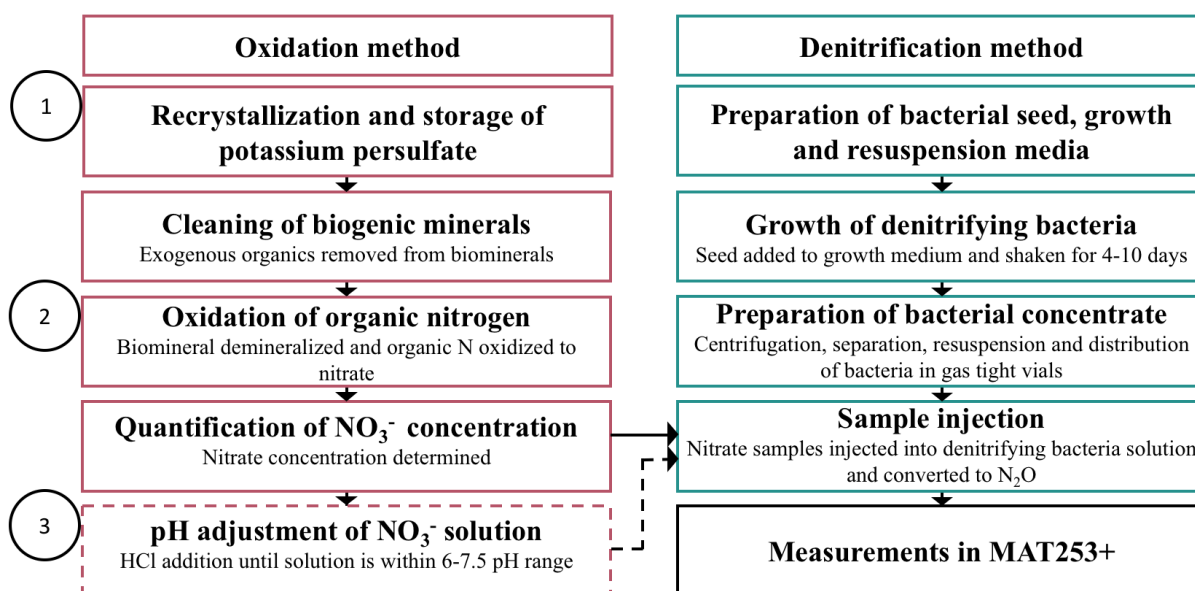 Oxidation method
1
Recrystallization and storage of
potassium persulfate
Cleaning of biogenic minerals
Exogenous organics removed from biominerals
2
Oxidation of organic nitrogen
Biomineral demineralized and organic N oxidized to
nitrate
Quantification of NO₃⁻ concentration
Nitrate concentration determined
3
pH adjustment of NO₃⁻ solution
HCl addition until solution is within 6-7.5 pH range
Denitrification method
Preparation of bacterial seed, growth
and resuspension media
Growth of denitrifying bacteria
Seed added to growth medium and shaken for 4-10 days
Preparation of bacterial concentrate
Centrifugation, separation, resuspension and distribution
of bacteria in gas tight vials
Sample injection
Nitrate samples injected into denitrifying bacteria solution
and converted to N₂O
Measurements in MAT253+